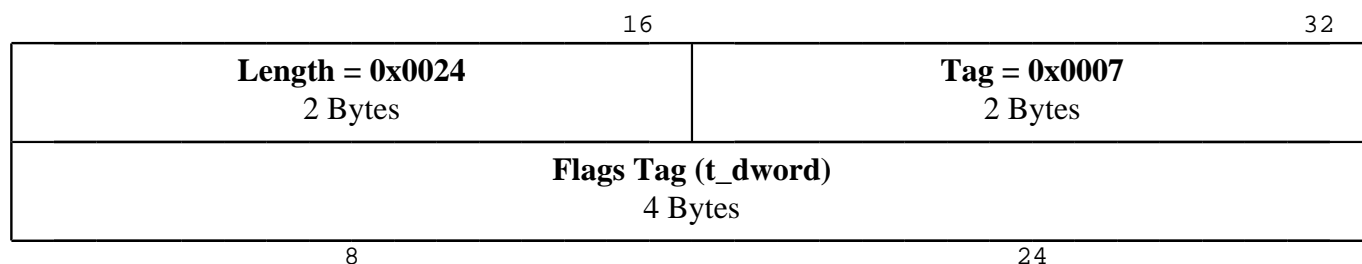 16 32
Length = 0x0024 Tag = 0x0007
2 Bytes 2 Bytes
Flags Tag (t_dword)
4 Bytes
8 24